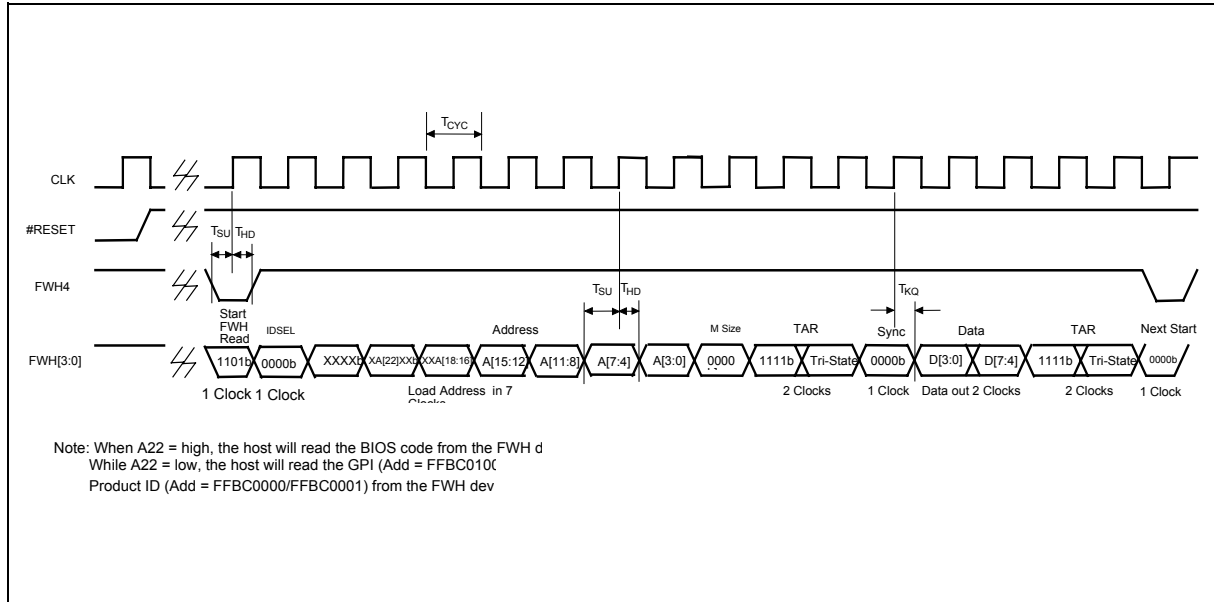 TCYC
CLK
#RESET
TSU THD
FWH4
TSU THD
TKQ
Start
FWH
Read
IDSEL
Address
M Size
TAR
Sync
Data
TAR
Next Start
FWH[3:0]
1101b 0000b XXXXb XA[22]XXb XXA[18:16] A[15:12] A[11:8] A[7:4] A[3:0] 0000 1111b Tri-State 0000b D[3:0] D[7:4] 1111b Tri-State 0000b
1 Clock 1 Clock
Load Address in 7
Clocks
2 Clocks
1 Clock
Data out 2 Clocks
2 Clocks
1 Clock
Note: When A22 = high, the host will read the BIOS code from the FWH d
While A22 = low, the host will read the GPI (Add = FFBC0100
Product ID (Add = FFBC0000/FFBC0001) from the FWH dev